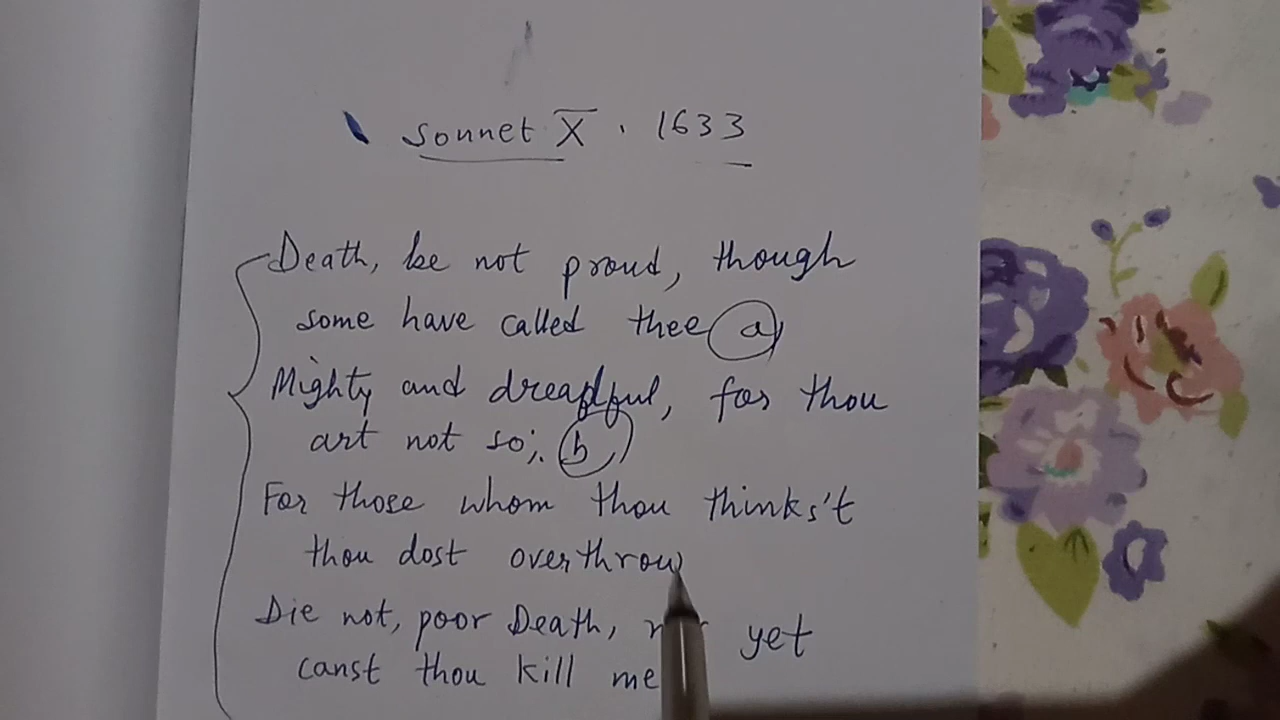 Sonnet X . 1633
Death, be not proud, though
some have called thee (a)
Mighty and dreadful, for thou
art not so; (b)
For those whom thou thinks't
thou dost overthrow
Die not, poor Death, yet
canst thou kill me